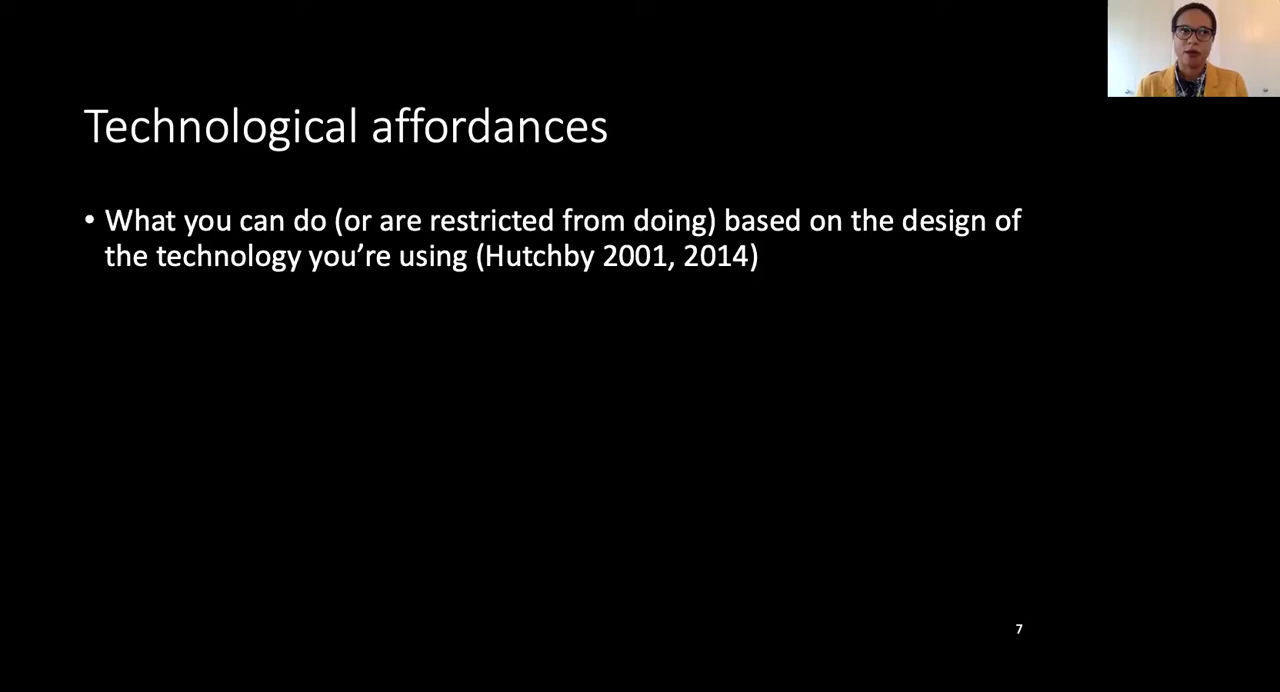 Technological affordances
• What you can do (or are restricted from doing) based on the design of
the technology you’re using (Hutchby 2001, 2014)
7